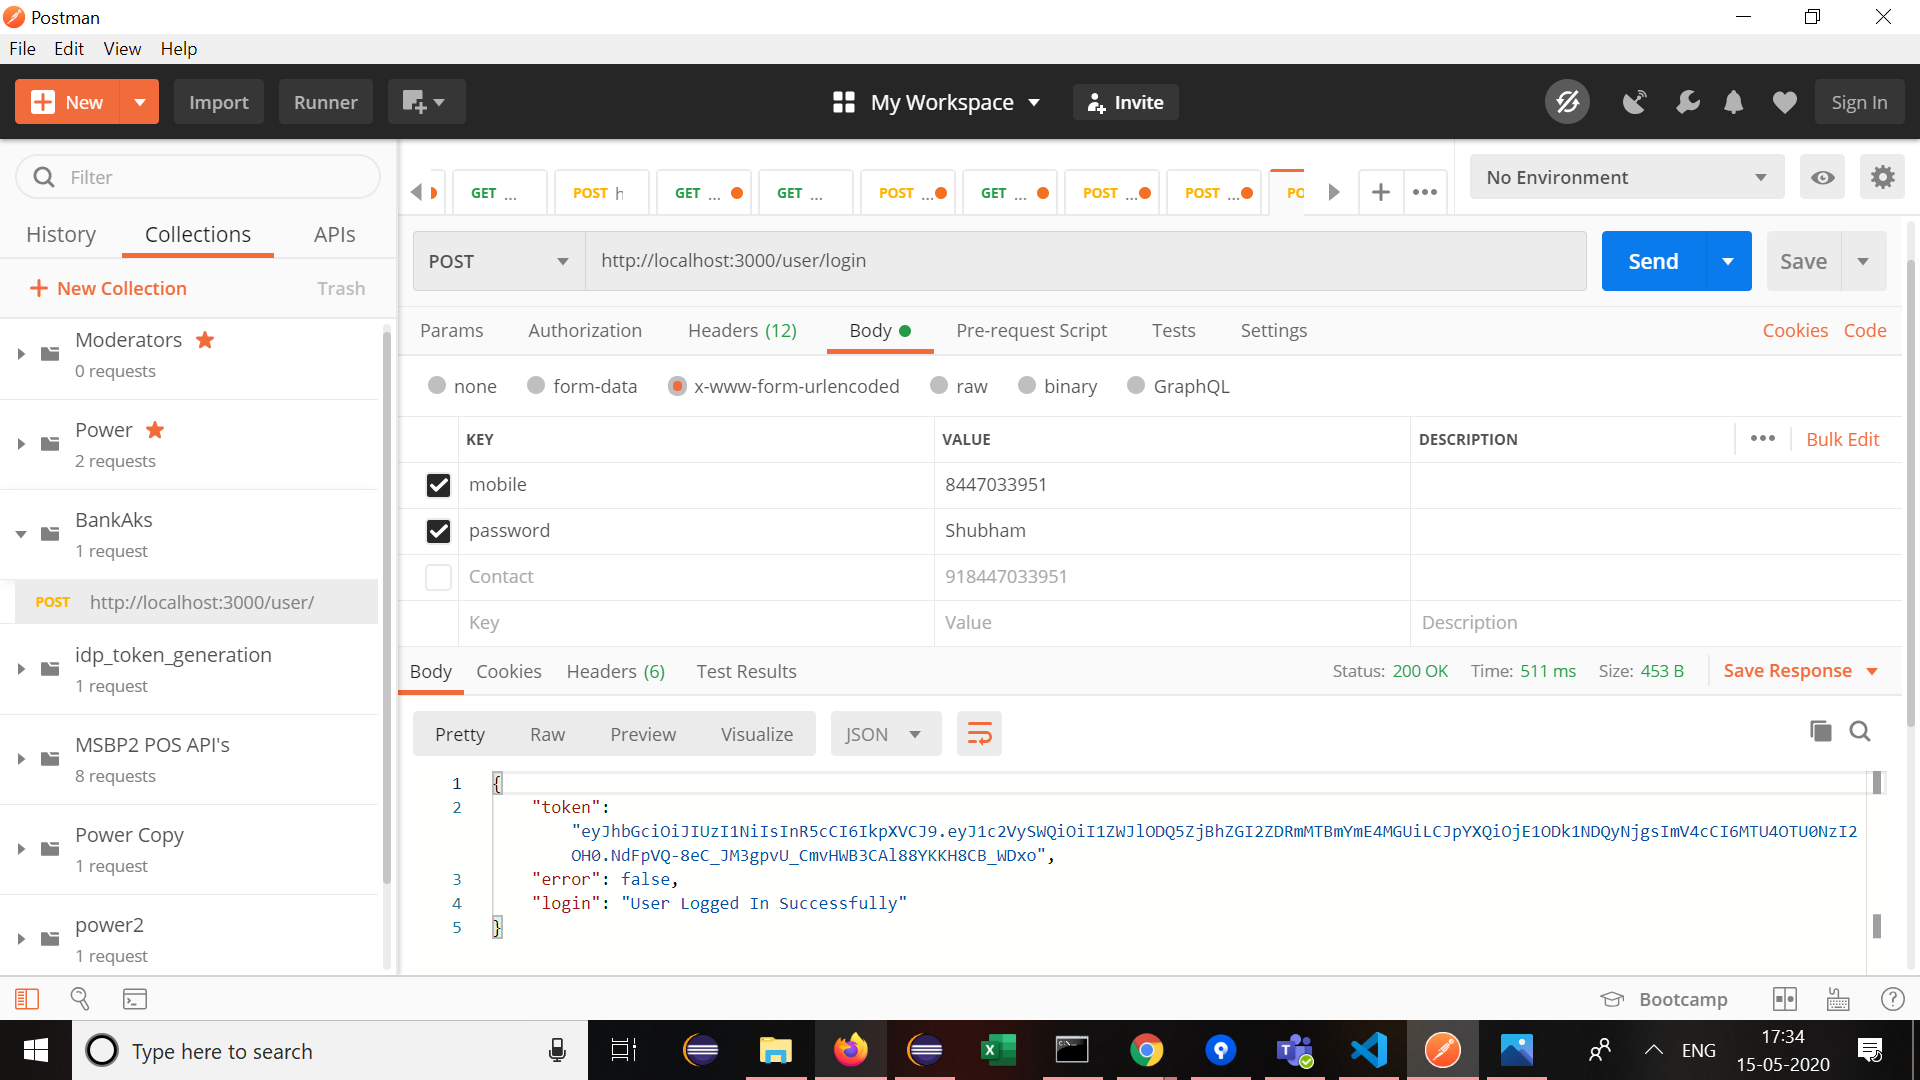 Postman
File Edit View Help
New Import Runner My Workspace Invite Sign In
Filter
History Collections APIs
New Collection Trash
Moderators
0 requests
Power
2 requests
BankAks
1 request
POST http://localhost:3000/user/
idp_token_generation
1 request
MSBP2 POS API's
8 requests
Power Copy
1 request
power2
1 request
GET ... POST h GET ... GET ... POST ... GET ... POST ... POST ... PO
No Environment
POST http://localhost:3000/user/login Send Save
Params Authorization Headers (12) Body Pre-request Script Tests Settings Cookies Code
none form-data x-www-form-urlencoded raw binary GraphQL
KEY VALUE DESCRIPTION ••• Bulk Edit
mobile 8447033951
password Shubham
Contact 918447033951
Key Value Description
Body Cookies Headers (6) Test Results Status: 200 OK Time: 511 ms Size: 453 B Save Response
Pretty Raw Preview Visualize JSON
1 {
2 "token":
"eyJhbGciOiJIUzI1NiIsInR5cCI6IkpXVCJ9.eyJ1c2VySWQiOiI1ZWJlODQ5ZjBhZGI2ZDRmMTBmYmE4MGUiLCJpYXQiOjE1ODk1NDQyNjgsImV4cCI6MTU4OTU0NzI2
OH0.NdFpVQ-8eC_JM3gpvU_CmvHWB3CAl88YKKH8CB_WDxo",
3 "error": false,
4 "login": "User Logged In Successfully"
5 }
Bootcamp
Type here to search
ENG
17:34
15-05-2020